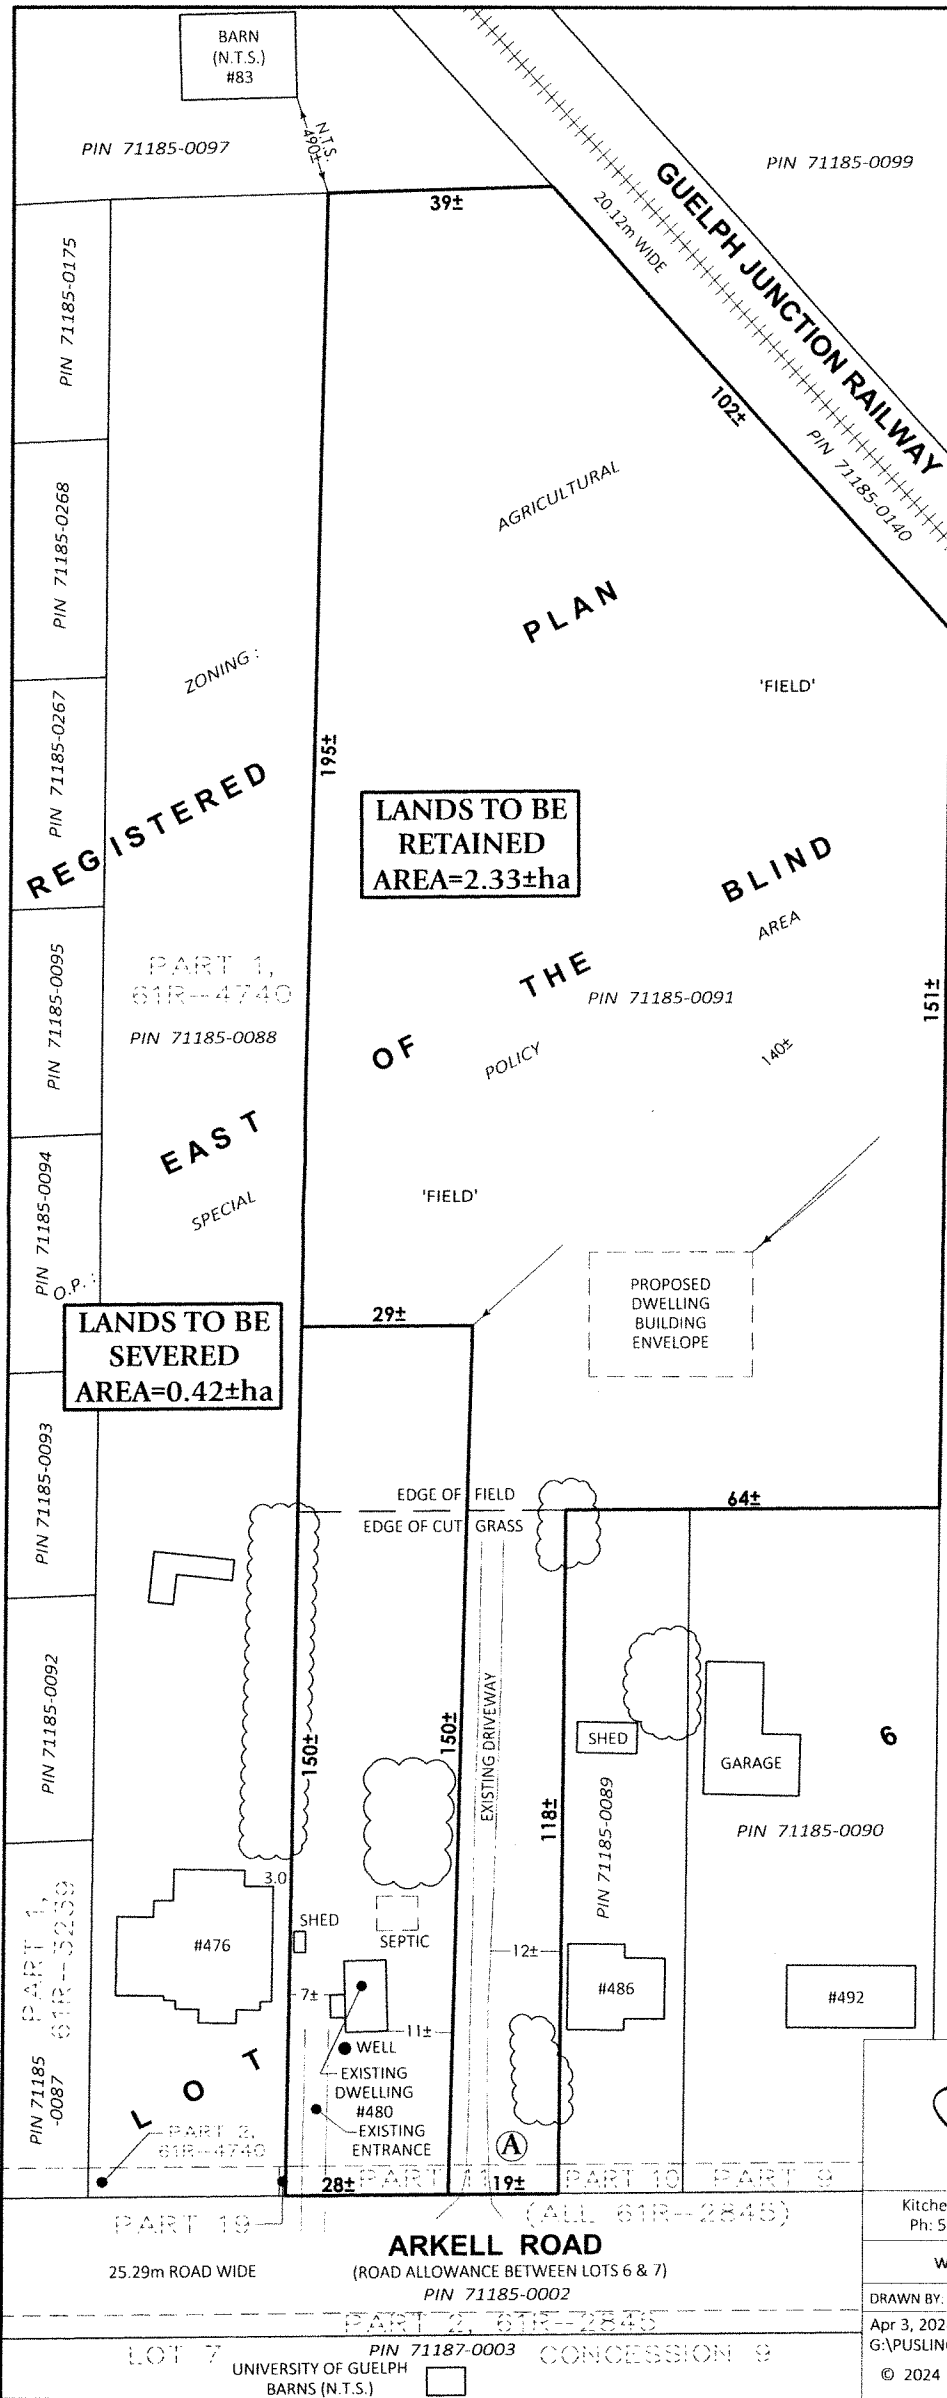 BARN
(N.T.S.)
#83
N.T.S.
490±
PIN 71185-0097
PIN 71185-0099
GUELPH JUNCTION RAILWAY
20.12m WIDE
39±
102±
PIN 71185-0140
PIN 71185-0175
AGRICULTURAL
PIN 71185-0268
PLAN
ZONING :
'FIELD'
PIN 71185-0267
195±
REGISTERED
LANDS TO BE
RETAINED
AREA=2.33±ha
BLIND
AREA
PIN 71185-0095
PART 1,
61R-4740
PIN 71185-0088
THE
PIN 71185-0091
151±
OF
POLICY
140±
EAST
SPECIAL
'FIELD'
PIN 71185-0094
O.P. :
PROPOSED
DWELLING
BUILDING
ENVELOPE
LANDS TO BE
SEVERED
AREA=0.42±ha
29±
PIN 71185-0093
EDGE OF FIELD
EDGE OF CUT GRASS
64±
PIN 71185-0092
150±
150±
EXISTING DRIVEWAY
118±
SHED
GARAGE
6
PIN 71185-0089
PIN 71185-0090
PART 1,
61R-3239
3.0
#476
SHED
SEPTIC
12±
#486
#492
7±
11±
WELL
EXISTING
DWELLING
#480
EXISTING
ENTRANCE
PIN 71185
-0087
LOT
PART 2,
61R-4740
A
28±
PART 11
19±
PART 10
PART 9
PART 19
(ALL 61R-2845)
ARKELL ROAD
25.29m ROAD WIDE
(ROAD ALLOWANCE BETWEEN LOTS 6 & 7)
PIN 71185-0002
PART 2, 61R-2845
LOT 7
PIN 71187-0003
CONCESSION 9
UNIVERSITY OF GUELPH
BARNS (N.T.S.)
Kitche
Ph: 5
W
DRAWN BY:
Apr 3, 202
G:\PUSLIN
© 2024